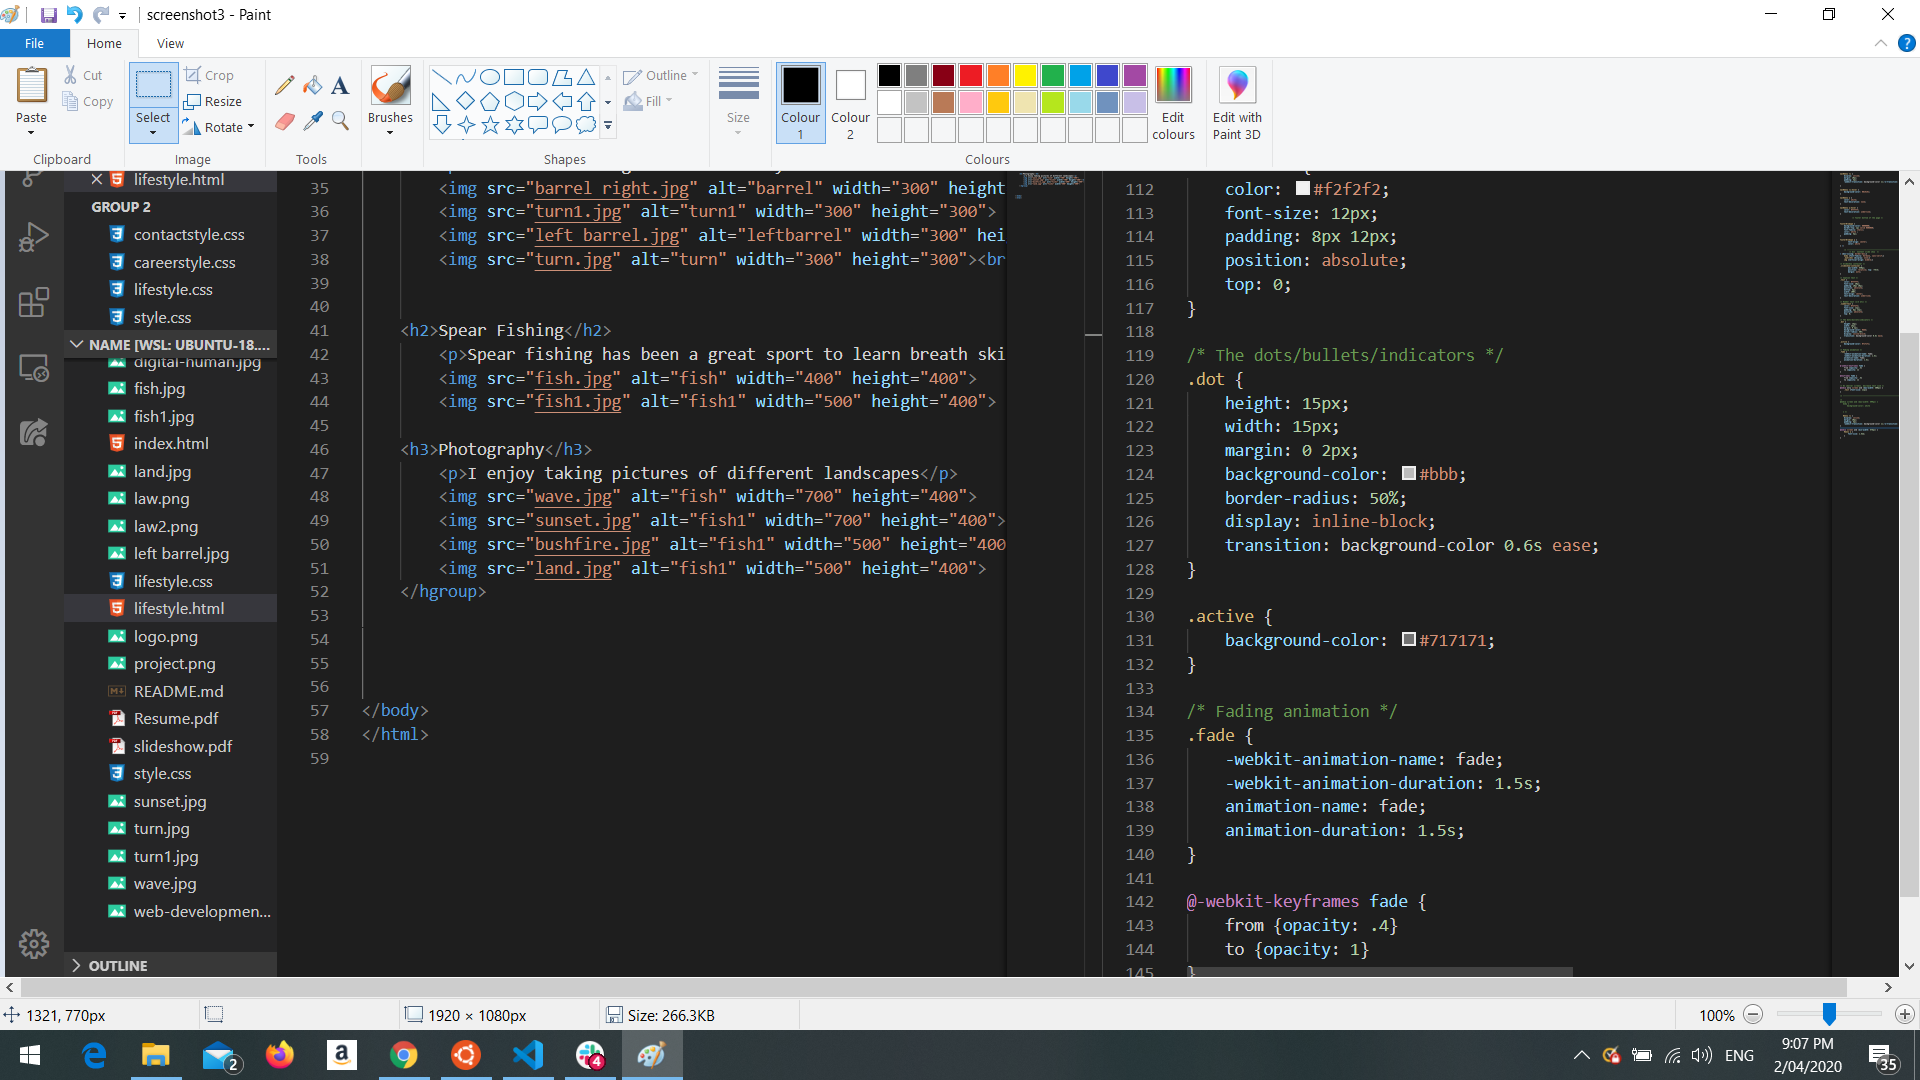 screenshot3 - Paint
File Home View
Paste
Cut
Copy
Clipboard
Select
Crop
Resize
Rotate
Image
Tools
Brushes
Shapes
Outline
Fill
Size
Colour 1
Colour 2
Edit colours
Colours
Edit with Paint 3D
lifestyle.html
GROUP 2
contactstyle.css
careerstyle.css
lifestyle.css
style.css
NAME [WSL: UBUNTU-18....
digital-human.jpg
fish.jpg
fish1.jpg
index.html
land.jpg
law.png
law2.png
left barrel.jpg
lifestyle.css
lifestyle.html
logo.png
project.png
README.md
Resume.pdf
slideshow.pdf
style.css
sunset.jpg
turn.jpg
turn1.jpg
wave.jpg
web-developmen...
OUTLINE
35 <img src="barrel right.jpg" alt="barrel" width="300" height
36 <img src="turn1.jpg" alt="turn1" width="300" height="300">
37 <img src="left barrel.jpg" alt="leftbarrel" width="300" hei
38 <img src="turn.jpg" alt="turn" width="300" height="300"><br
39
40
41 <h2>Spear Fishing</h2>
42 <p>Spear fishing has been a great sport to learn breath ski
43 <img src="fish.jpg" alt="fish" width="400" height="400">
44 <img src="fish1.jpg" alt="fish1" width="500" height="400">
45
46 <h3>Photography</h3>
47 <p>I enjoy taking pictures of different landscapes</p>
48 <img src="wave.jpg" alt="fish" width="700" height="400">
49 <img src="sunset.jpg" alt="fish1" width="700" height="400">
50 <img src="bushfire.jpg" alt="fish1" width="500" height="400
51 <img src="land.jpg" alt="fish1" width="500" height="400">
52 </hgroup>
53
54
55
56
57 </body>
58 </html>
59
112 color: #f2f2f2;
113 font-size: 12px;
114 padding: 8px 12px;
115 position: absolute;
116 top: 0;
117 }
118
119 /* The dots/bullets/indicators */
120 .dot {
121 height: 15px;
122 width: 15px;
123 margin: 0 2px;
124 background-color: #bbb;
125 border-radius: 50%;
126 display: inline-block;
127 transition: background-color 0.6s ease;
128 }
129
130 .active {
131 background-color: #717171;
132 }
133
134 /* Fading animation */
135 .fade {
136 -webkit-animation-name: fade;
137 -webkit-animation-duration: 1.5s;
138 animation-name: fade;
139 animation-duration: 1.5s;
140 }
141
142 @-webkit-keyframes fade {
143 from {opacity: .4}
144 to {opacity: 1}
145 }
1321, 770px
1920 × 1080px
Size: 266.3KB
100%
2
4
ENG
9:07 PM
2/04/2020
35